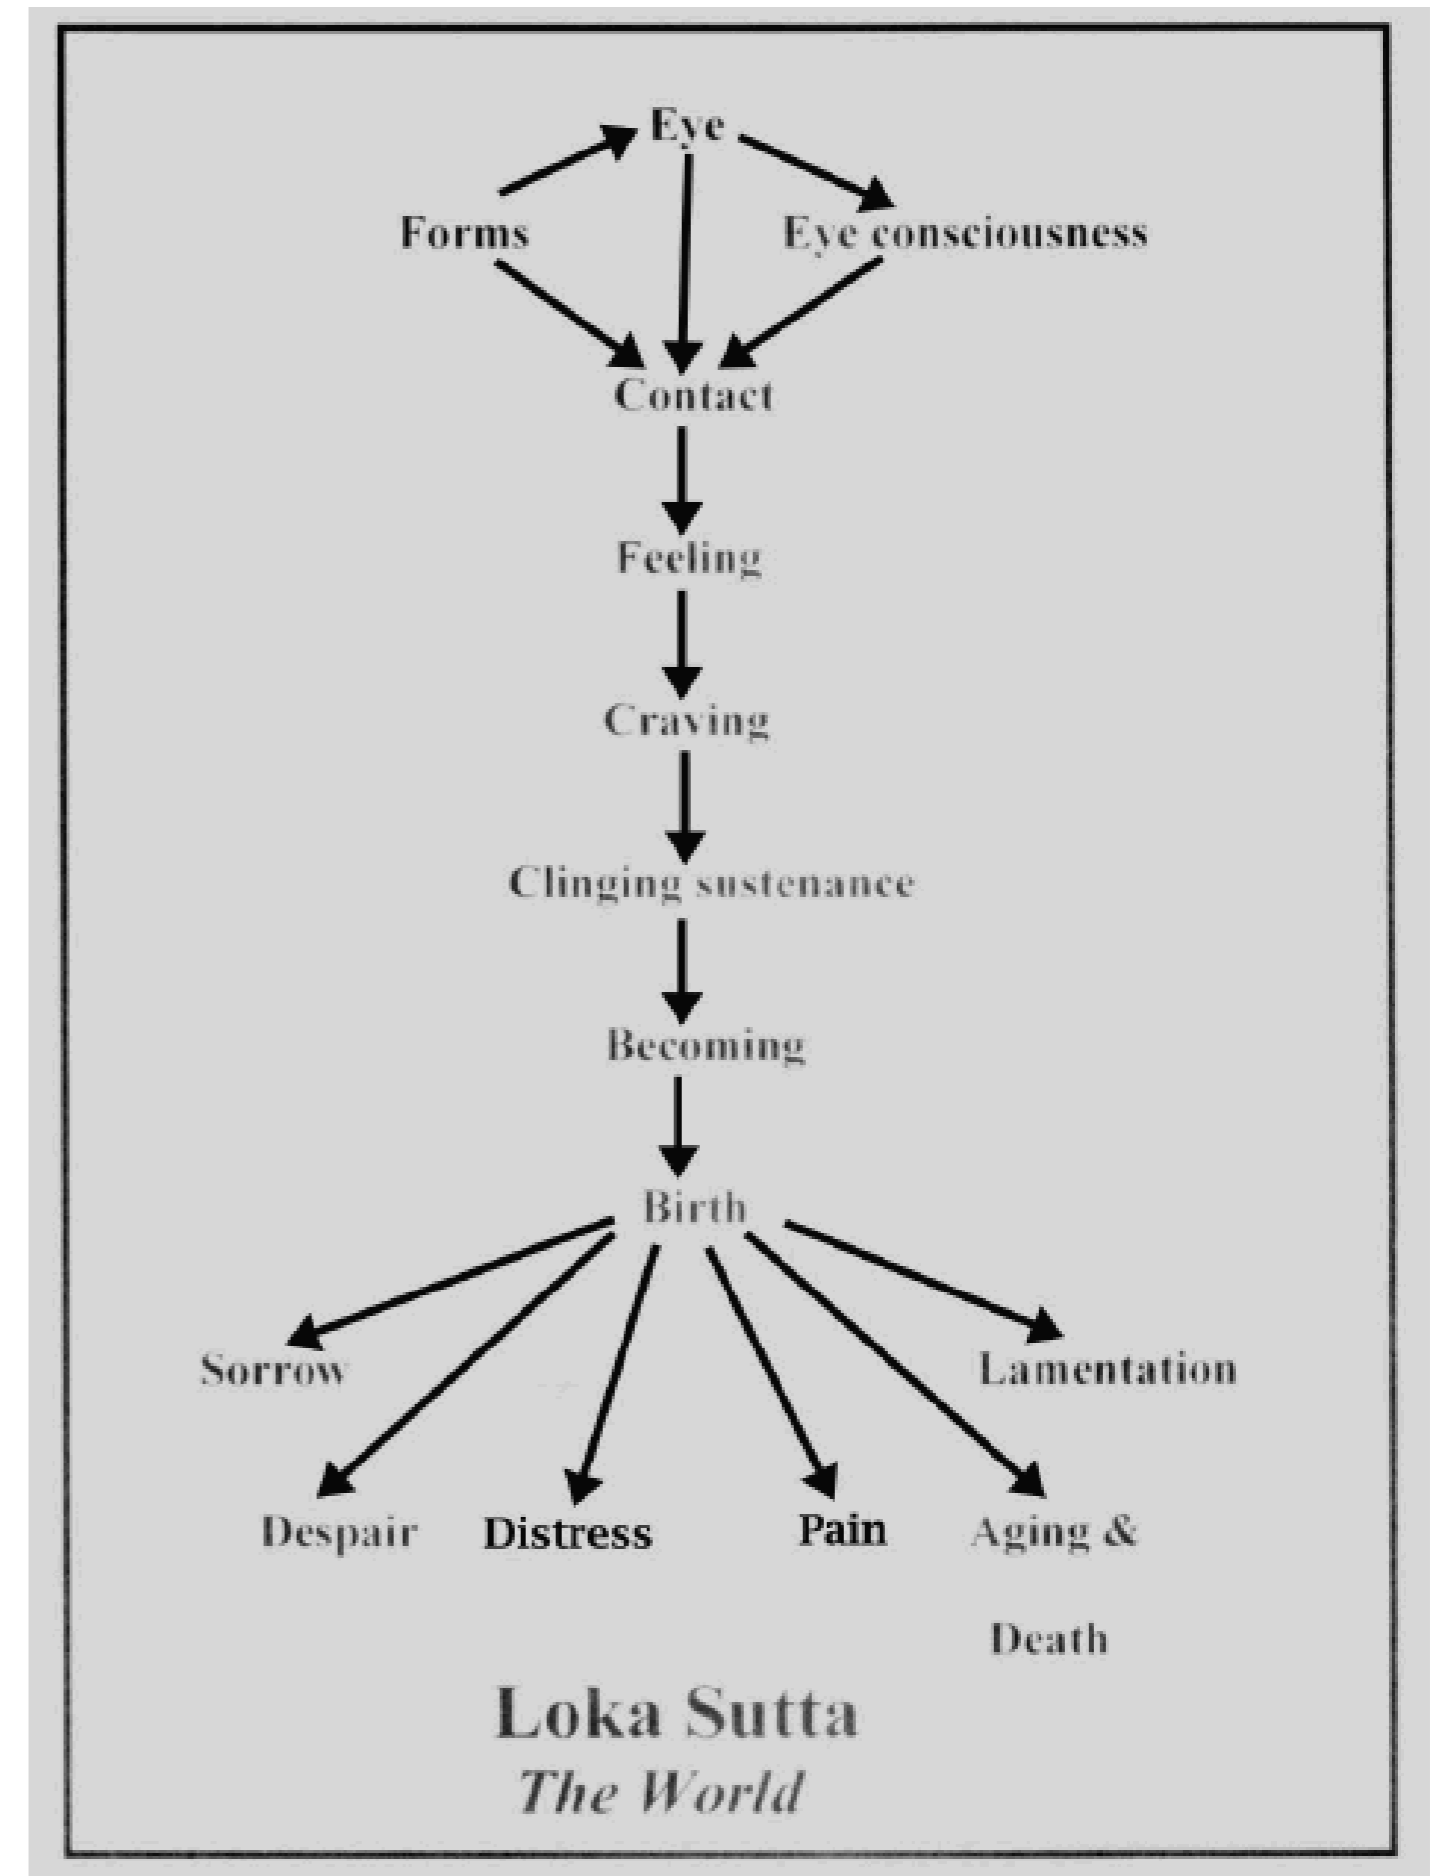 Eye
Forms Eye consciousness
Contact
Feeling
Craving
Clinging sustenance
Becoming
Birth
Sorrow Lamentation
Despair Distress Pain Aging &
Death
Loka Sutta
The World